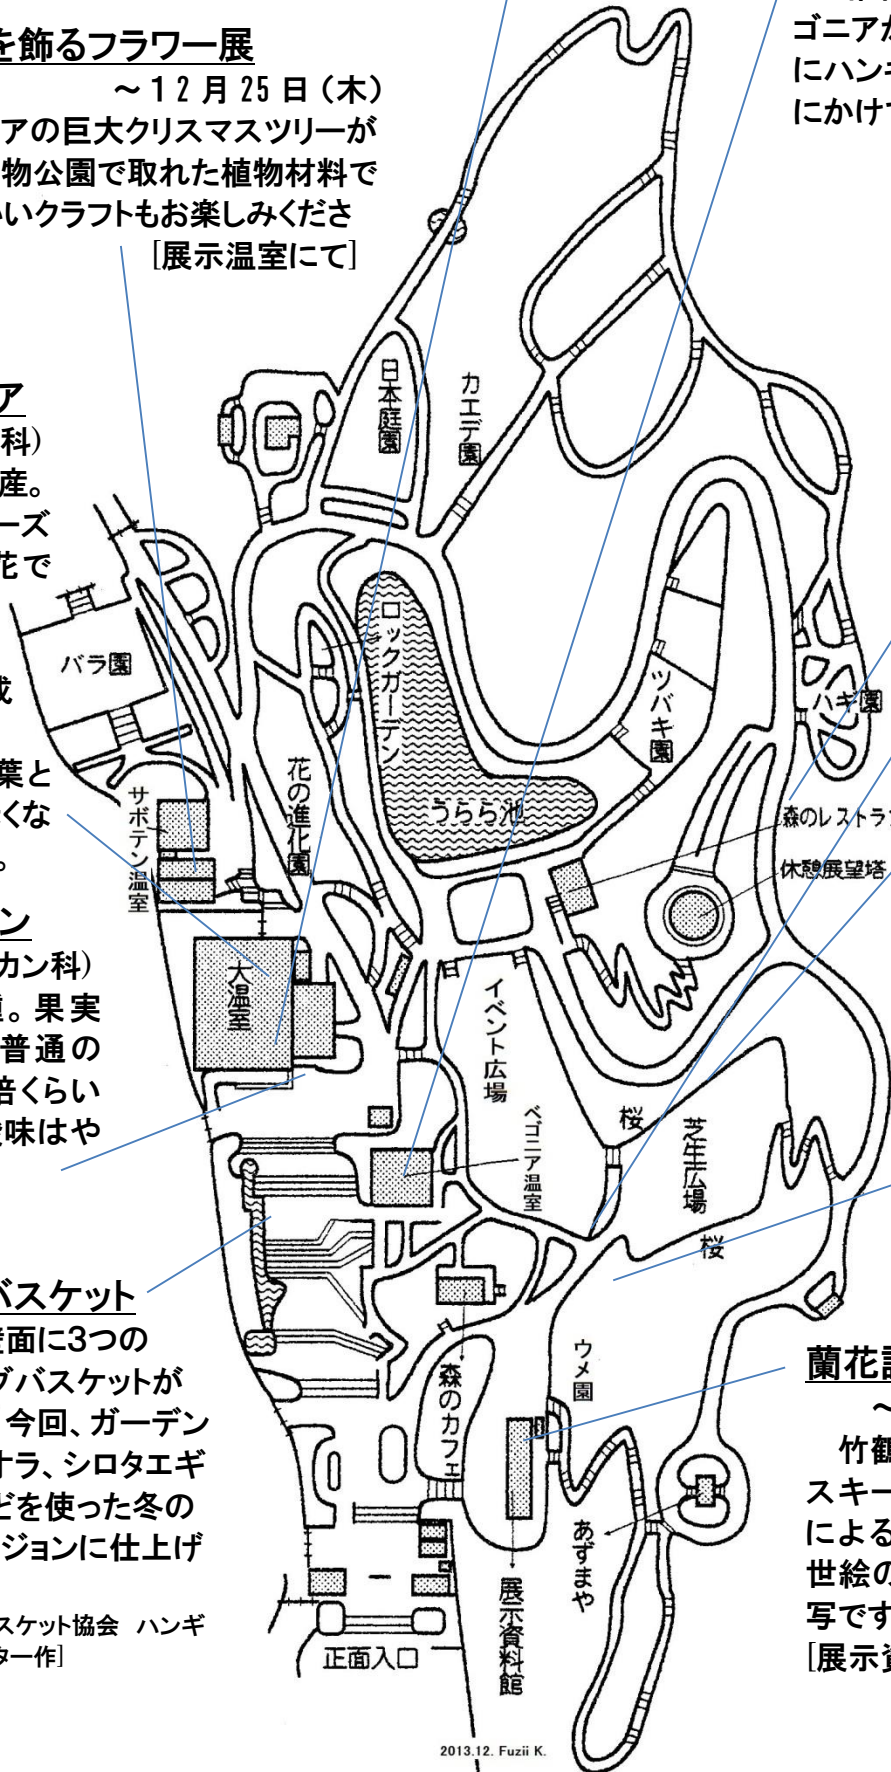 を飾るフラワー展
～12月25日（木）
アの巨大クリスマスツリーが
物公園で取れた植物材料で
いいクラフトもお楽しみくださ
[展示温室にて]
ゴニアが
にハンキ
にかけて
ア
科）
産。
ーズ
花で
成
葉と
くな
。
ン
カン科）
種。果実
普通の
倍くらい
酸味はや
バスケット
壁面に3つの
グバスケットが
今回、ガーデン
オラ、シロタエギ
どを使った冬の
ジョンに仕上げ
スケット協会　ハンギ
ター作]
日本庭園
カエデ園
バラ園
ロックガーデン
うらら池
ツバキ園
ハギ園
サボテン温室
花の進化園
森のレストラン
休憩展望塔
大温室
イベント広場
ベゴニア温室
桜
芝生広場
桜
森のカフェ
ウメ園
あずまや
展示資料館
正面入口
蘭花譜
～
竹鶴
スキー
による
世絵の
写です
[展示資
2013.12. Fuzii K.